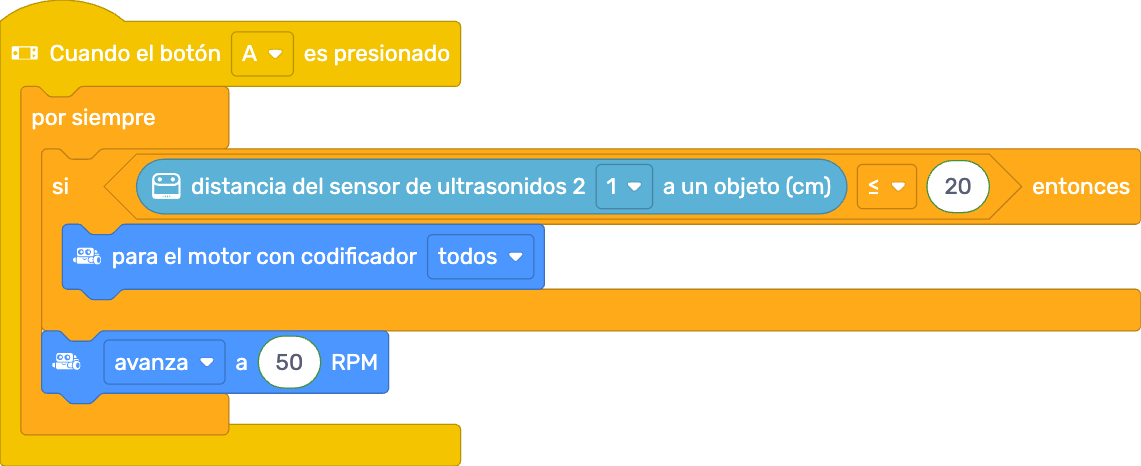 Cuando el botón A es presionado
por siempre
si distancia del sensor de ultrasonidos 2 1 a un objeto (cm) ≤ 20 entonces
para el motor con codificador todos
avanza a 50 RPM